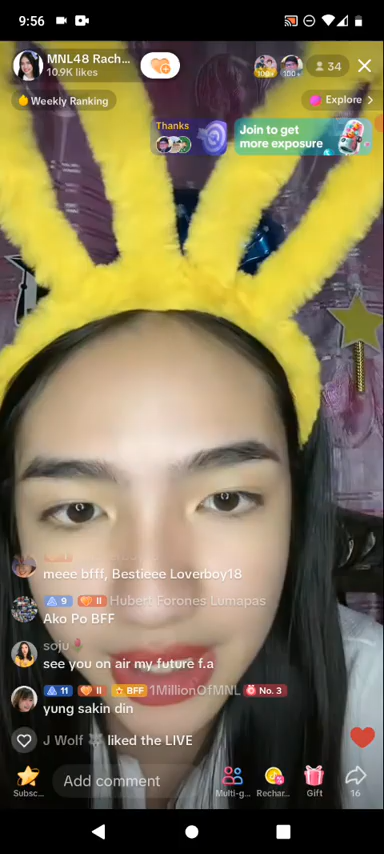 9:56
MNL48 Rach...
10.9K likes
100+
100
34
Weekly Ranking
Explore
Thanks
Join to get
more exposure
meee bfff, Bestieee Loverboy18
9 II Hubert Forones Lumapas
Ako Po BFF
soju
see you on air my future f.a
11 II BFF 1MillionOfMNL No. 3
yung sakin din
J Wolf liked the LIVE
Subsc...
Add comment
Multi-g...
Rechar...
Gift
16